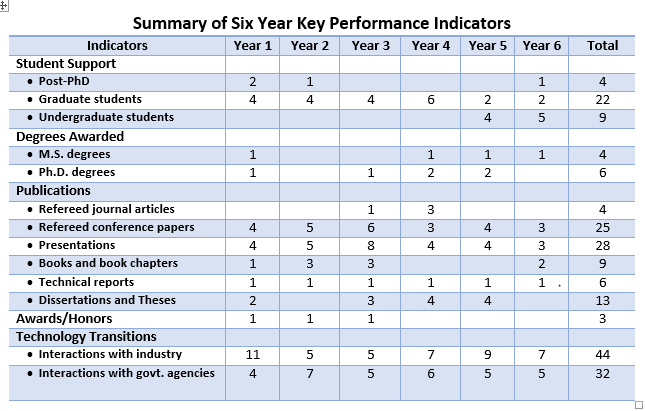 Summary of Six Year Key Performance Indicators
Indicators Year 1 Year 2 Year 3 Year 4 Year 5 Year 6 Total
Student Support
• Post-PhD 2 1 1 4
• Graduate students 4 4 4 6 2 2 22
• Undergraduate students 4 5 9
Degrees Awarded
• M.S. degrees 1 1 1 1 4
• Ph.D. degrees 1 1 2 2 6
Publications
• Refereed journal articles 1 3 4
• Refereed conference papers 4 5 6 3 4 3 25
• Presentations 4 5 8 4 4 3 28
• Books and book chapters 1 3 3 2 9
• Technical reports 1 1 1 1 1 1 . 6
• Dissertations and Theses 2 3 4 4 13
Awards/Honors 1 1 1 3
Technology Transitions
• Interactions with industry 11 5 5 7 9 7 44
• Interactions with govt. agencies 4 7 5 6 5 5 32